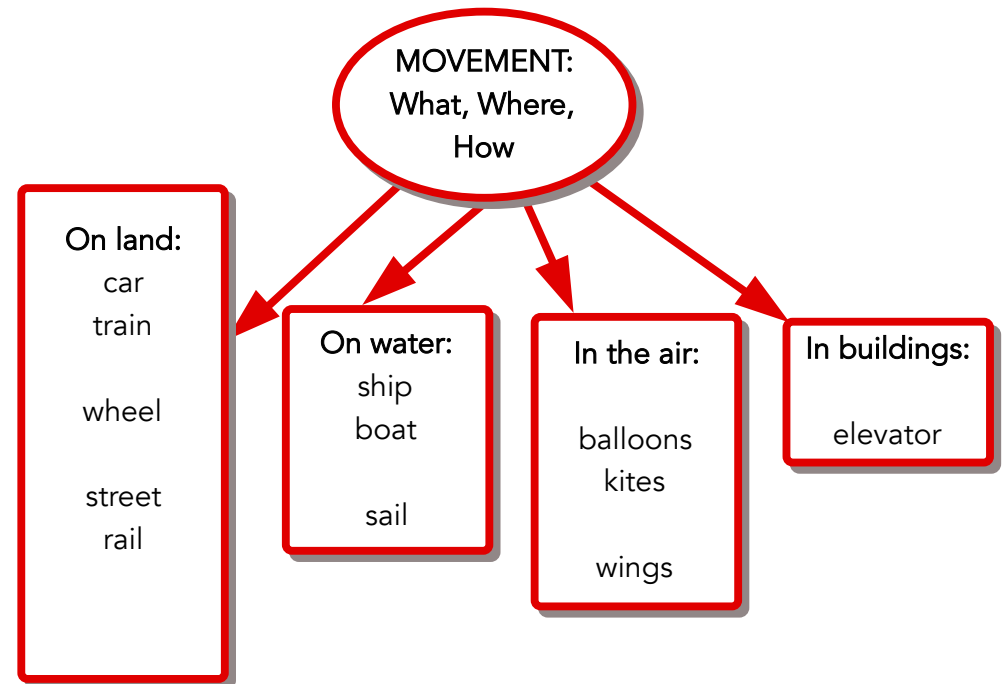 MOVEMENT:
What, Where,
How
On land:
car
train
wheel
street
rail
On water:
ship
boat
sail
In the air:
balloons
kites
wings
In buildings:
elevator